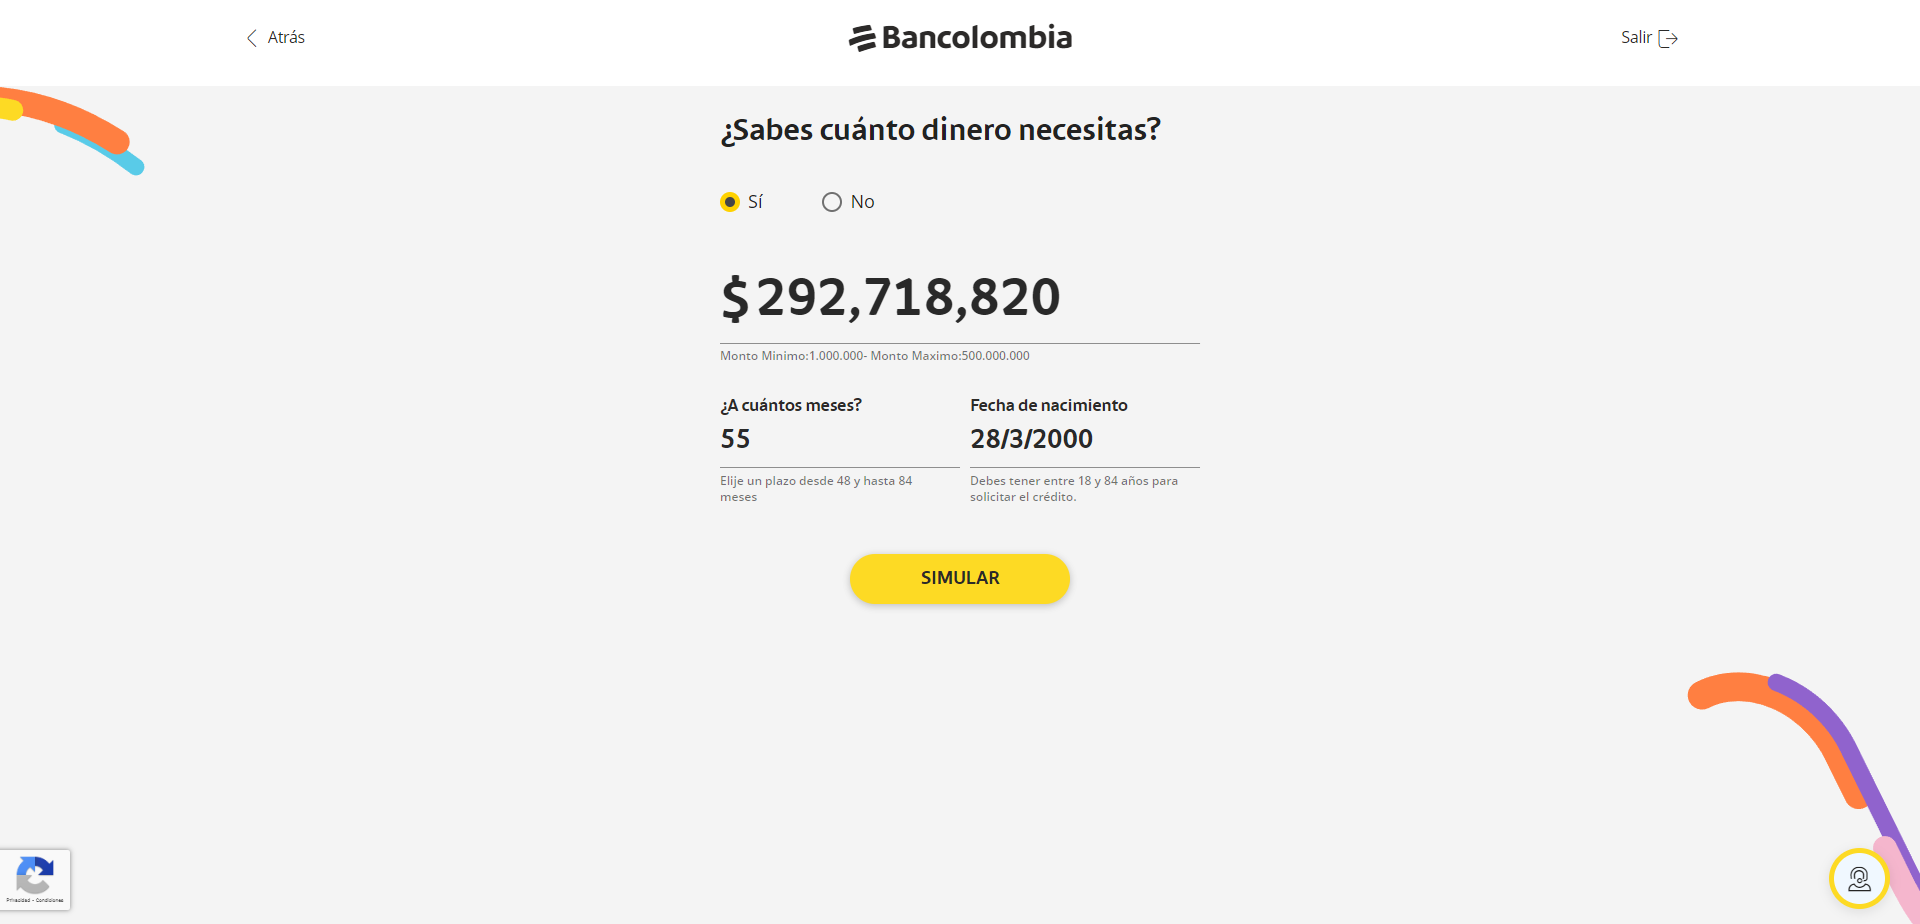 Atrás
Bancolombia
Salir
¿Sabes cuánto dinero necesitas?
Sí
No
$ 292,718,820
Monto Minimo:1.000.000- Monto Maximo:500.000.000
¿A cuántos meses?
55
Elije un plazo desde 48 y hasta 84
meses
Fecha de nacimiento
28/3/2000
Debes tener entre 18 y 84 años para
solicitar el crédito.
SIMULAR
Privacidad - Condiciones